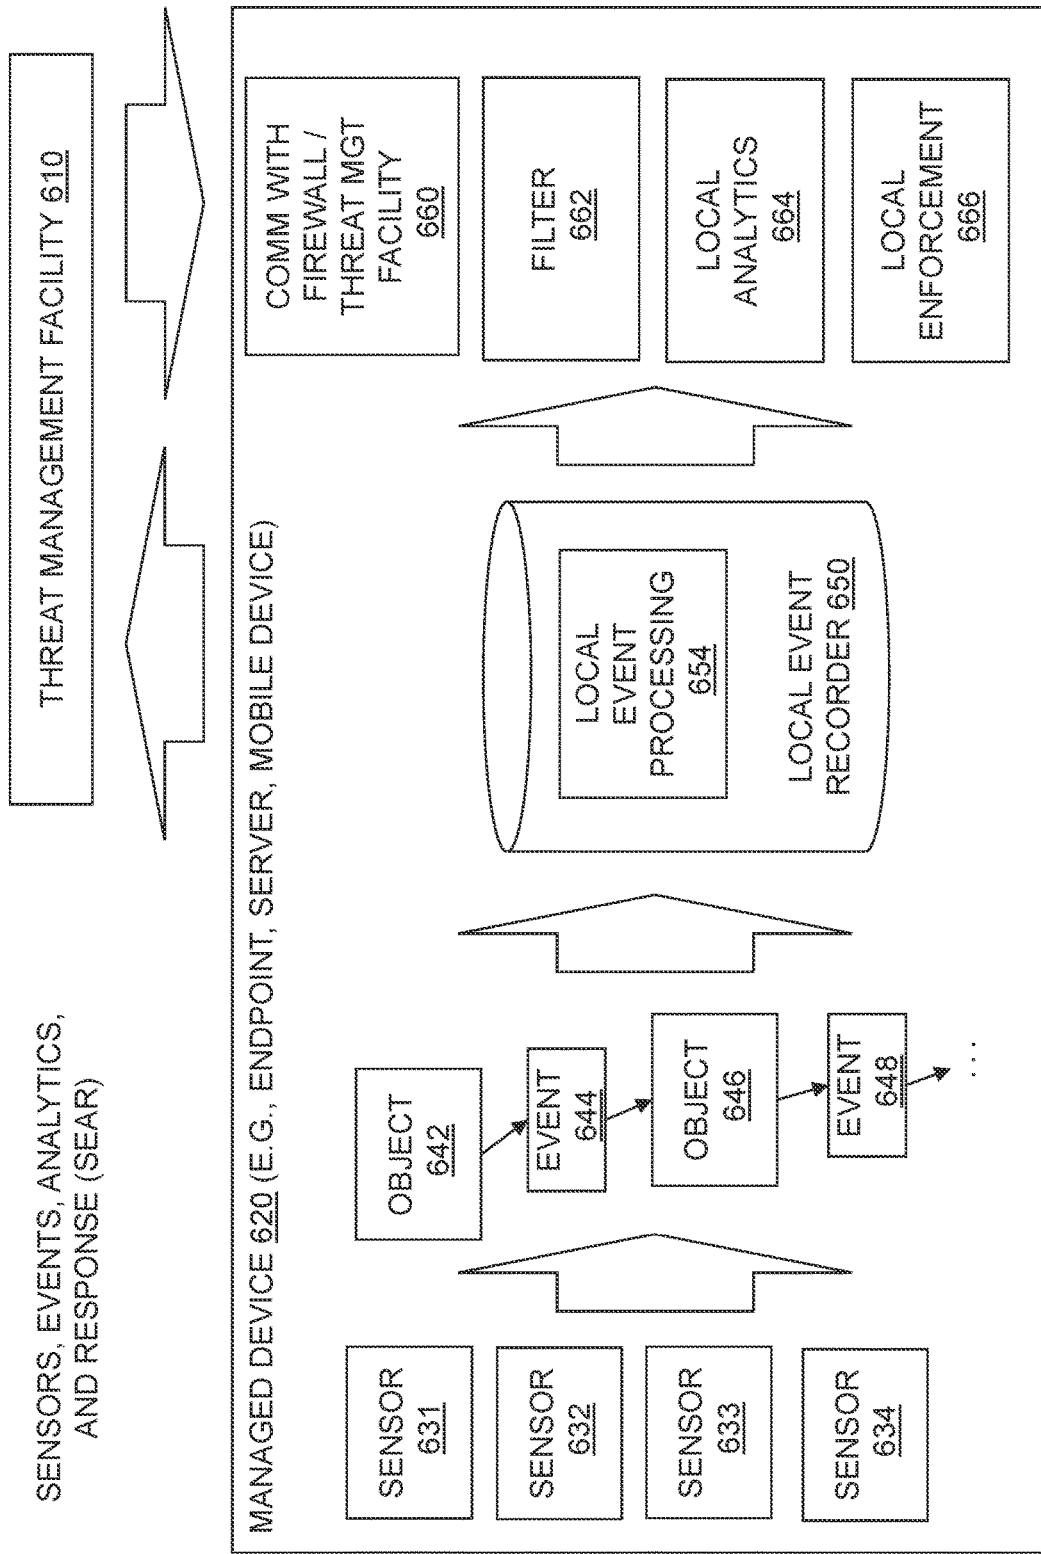 SENSORS, EVENTS, ANALYTICS,
AND RESPONSE (SEAR)
THREAT MANAGEMENT FACILITY 610
MANAGED DEVICE 620 (E.G., ENDPOINT, SERVER, MOBILE DEVICE)
SENSOR
631
SENSOR
632
SENSOR
633
SENSOR
634
OBJECT
642
EVENT
644
OBJECT
646
EVENT
648
...
LOCAL
EVENT
PROCESSING
654
LOCAL EVENT
RECORDER 650
COMM WITH
FIREWALL /
THREAT MGT
FACILITY
660
FILTER
662
LOCAL
ANALYTICS
664
LOCAL
ENFORCEMENT
666